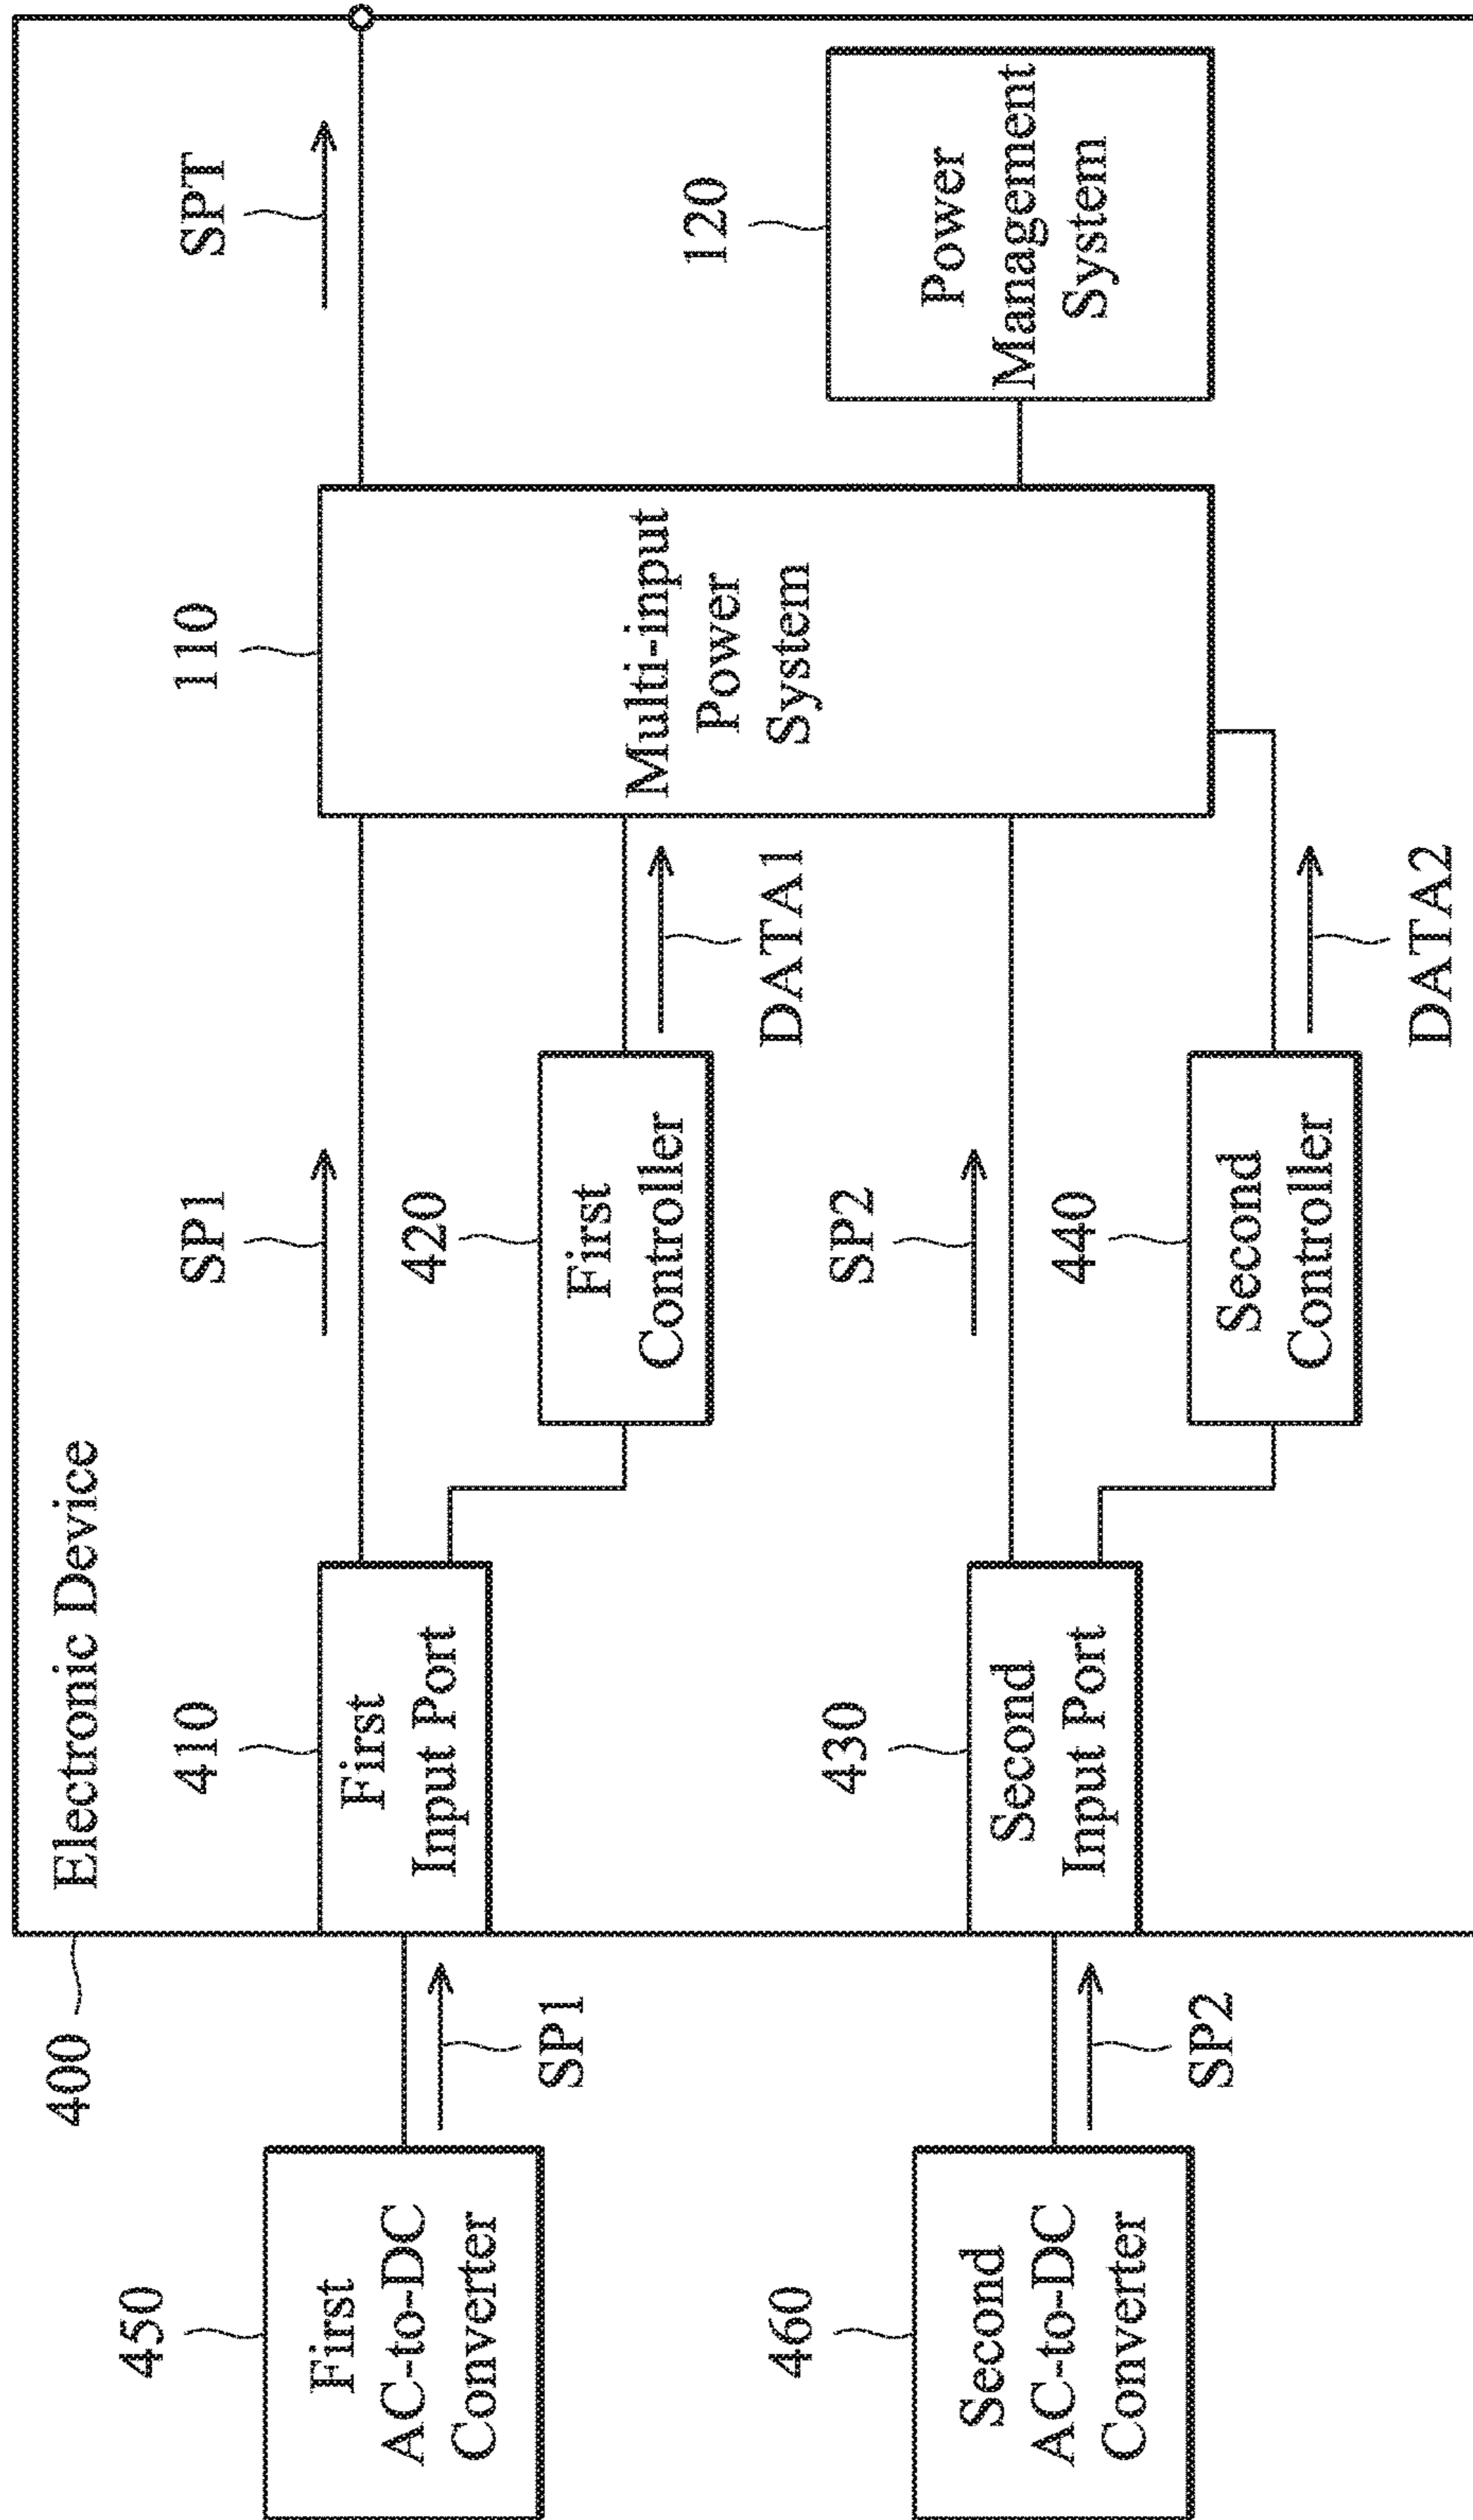 400
Electronic Device
450
First
AC-to-DC
Converter
SP1
410
First
Input Port
SP1
420
First
Controller
DATA1
110
Multi-input
Power
System
SPT
120
Power
Management
System
460
Second
AC-to-DC
Converter
SP2
430
Second
Input Port
SP2
440
Second
Controller
DATA2